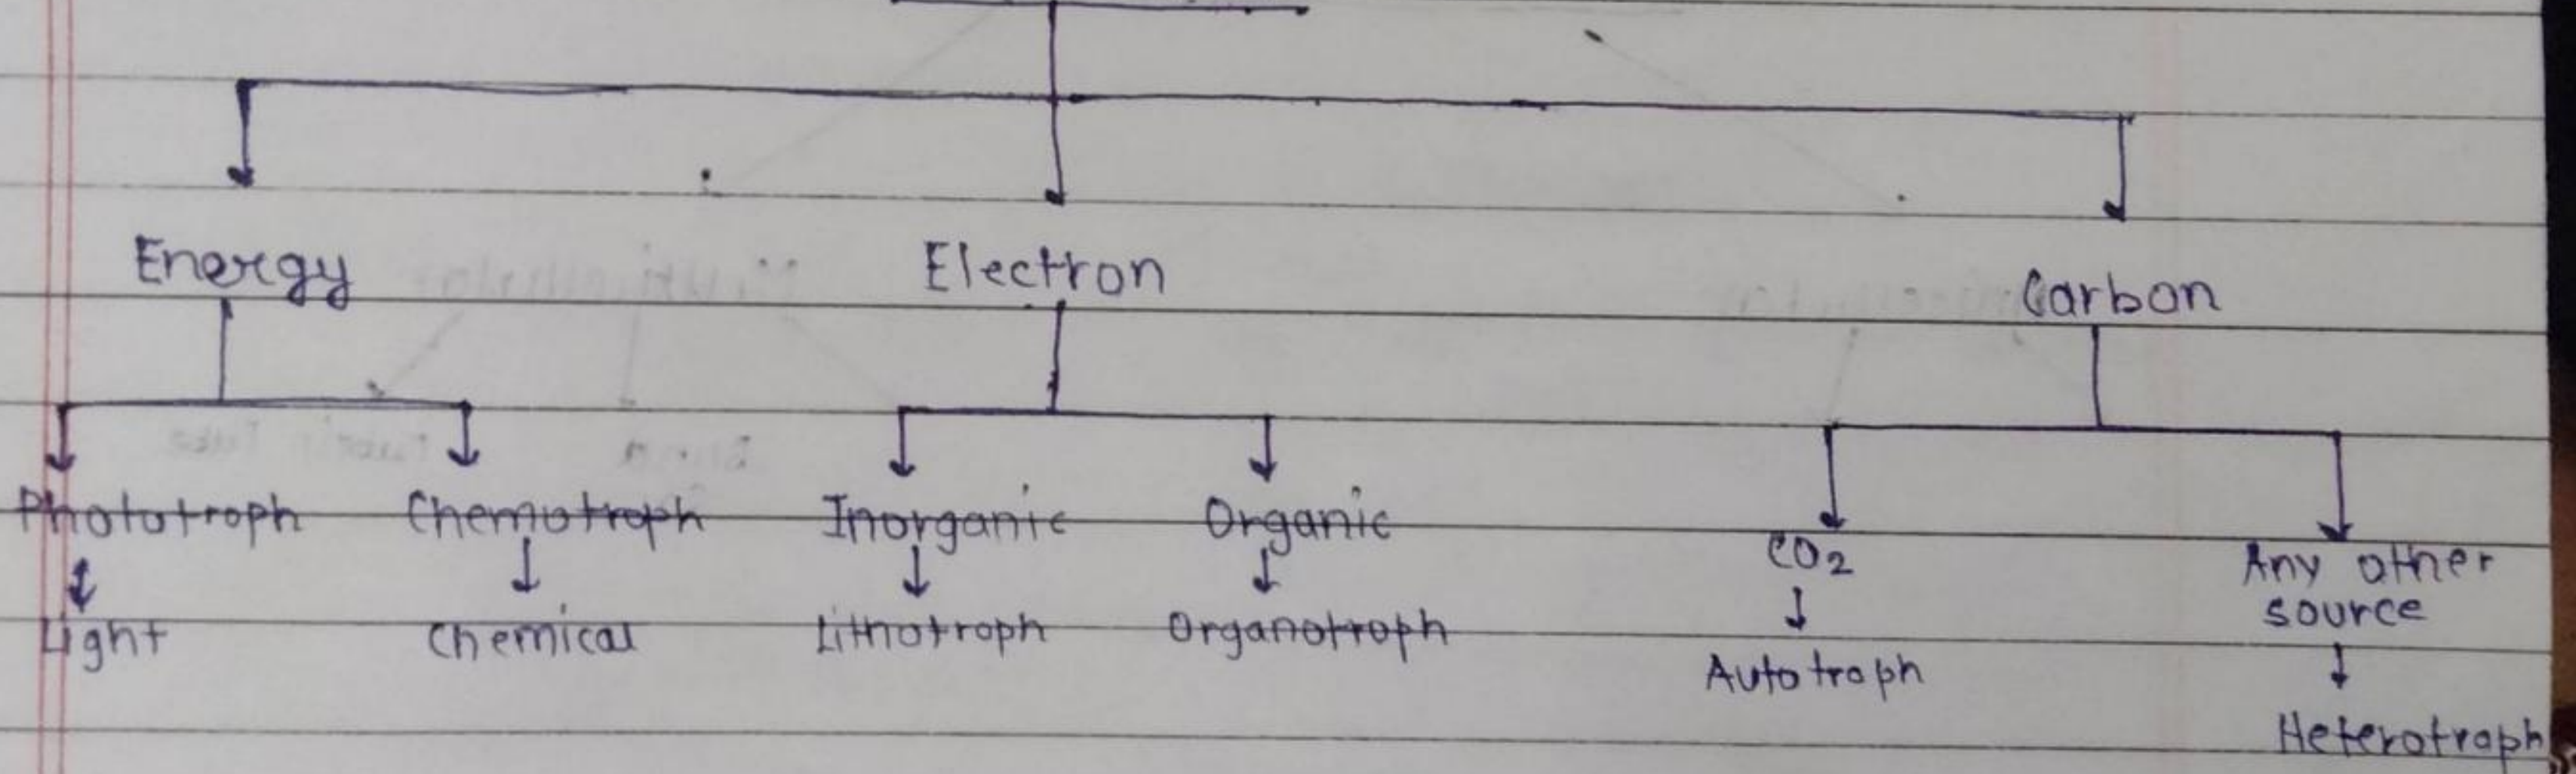 Energy Electron Carbon
Phototroph Chemotroph Inorganic Organic
CO2 Any other
source
Light Chemical Lithotroph Organotroph
Autotroph
Heterotroph